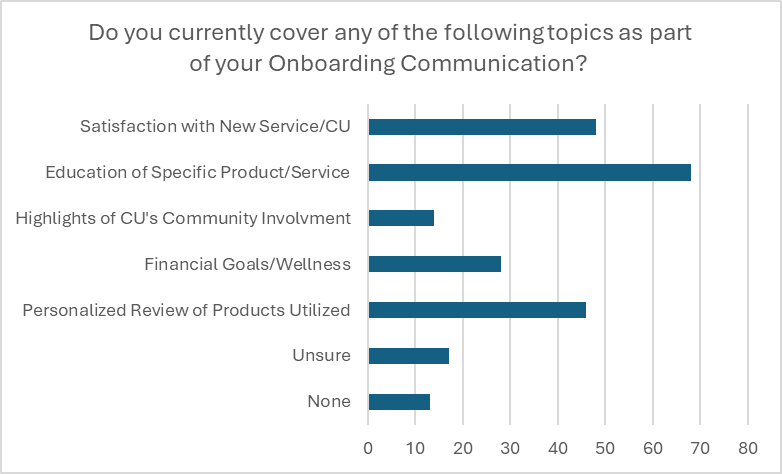 Do you currently cover any of the following topics as part
of your Onboarding Communication?
Satisfaction with New Service/CU
Education of Specific Product/Service
Highlights of CU's Community Involvment
Financial Goals/Wellness
Personalized Review of Products Utilized
Unsure
None
0 10 20 30 40 50 60 70 80